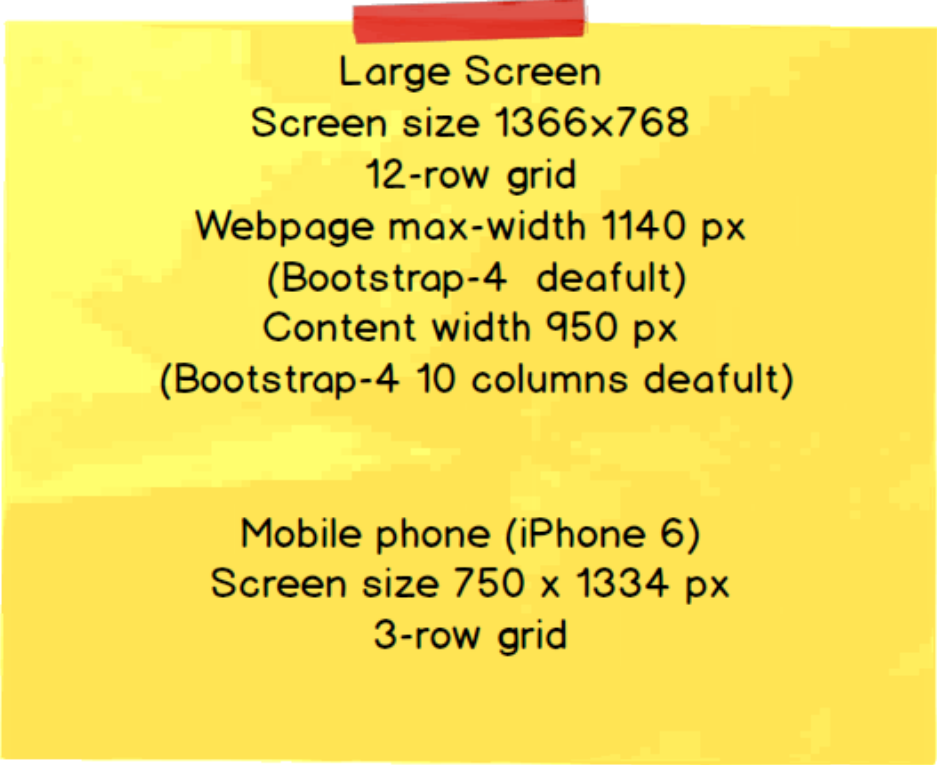 Large Screen
Screen size 1366x768
12-row grid
Webpage max-width 1140 px
(Bootstrap-4 deafult)
Content width 950 px
(Bootstrap-4 10 columns deafult)
Mobile phone (iPhone 6)
Screen size 750 x 1334 px
3-row grid